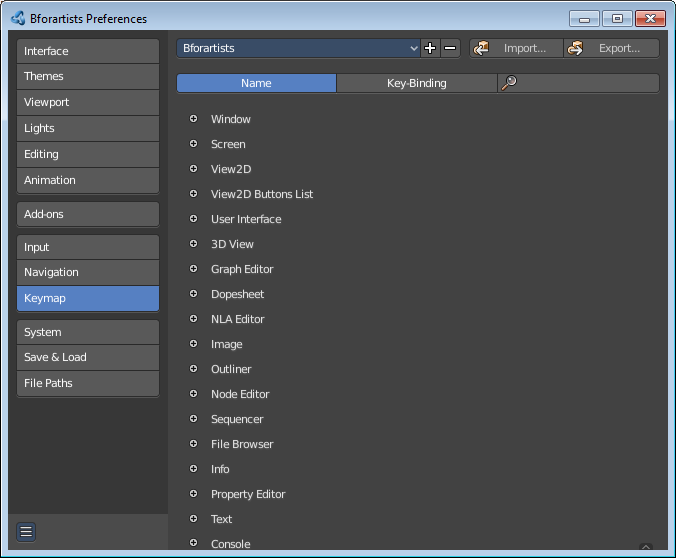 Bforartists Preferences
Interface
Themes
Viewport
Lights
Editing
Animation
Add-ons
Input
Navigation
Keymap
System
Save & Load
File Paths
Bforartists
Import...
Export...
Name
Key-Binding
Window
Screen
View2D
View2D Buttons List
User Interface
3D View
Graph Editor
Dopesheet
NLA Editor
Image
Outliner
Node Editor
Sequencer
File Browser
Info
Property Editor
Text
Console